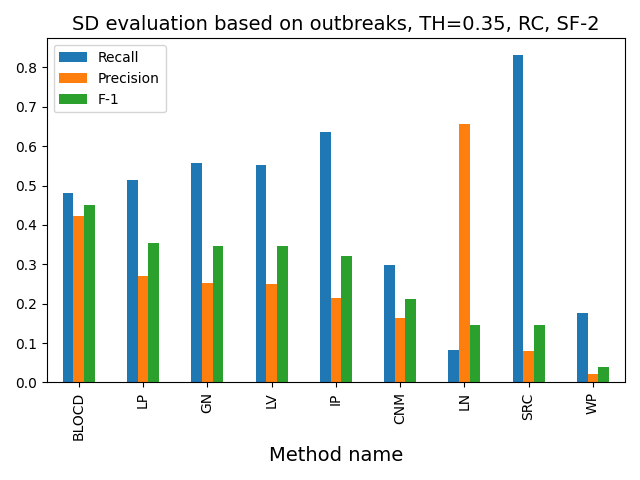 SD evaluation based on outbreaks, TH=0.35, RC, SF-2
Recall
Precision
F-1
0.8
0.7
0.6
0.5
0.4
0.3
0.2
0.1
0.0
BLOCD
LP
GN
LV
IP
CNM
LN
SRC
WP
Method name